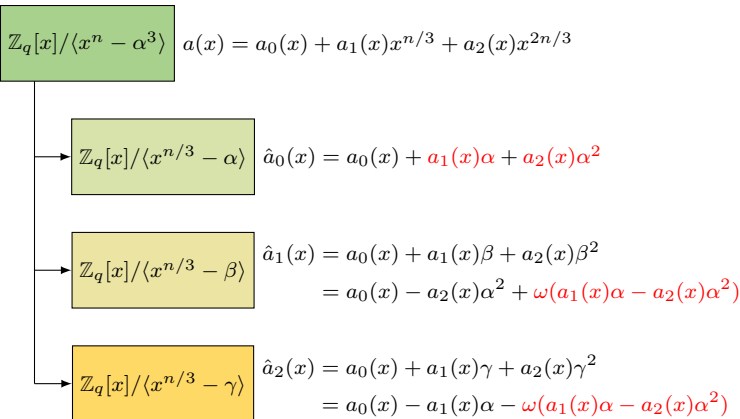 ℤ_q[x]/⟨x^n − α^3⟩ a(x) = a_0(x) + a_1(x)x^{n/3} + a_2(x)x^{2n/3}
ℤ_q[x]/⟨x^{n/3} − α⟩ â_0(x) = a_0(x) + a_1(x)α + a_2(x)α^2
ℤ_q[x]/⟨x^{n/3} − β⟩ â_1(x) = a_0(x) + a_1(x)β + a_2(x)β^2
= a_0(x) − a_2(x)α^2 + ω(a_1(x)α − a_2(x)α^2)
ℤ_q[x]/⟨x^{n/3} − γ⟩ â_2(x) = a_0(x) + a_1(x)γ + a_2(x)γ^2
= a_0(x) − a_1(x)α − ω(a_1(x)α − a_2(x)α^2)